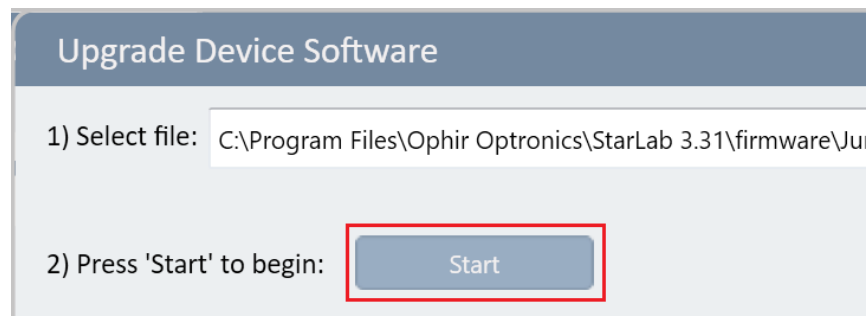 Upgrade Device Software
1) Select file: C:\Program Files\Ophir Optronics\StarLab 3.31\firmware\
2) Press 'Start' to begin: Start